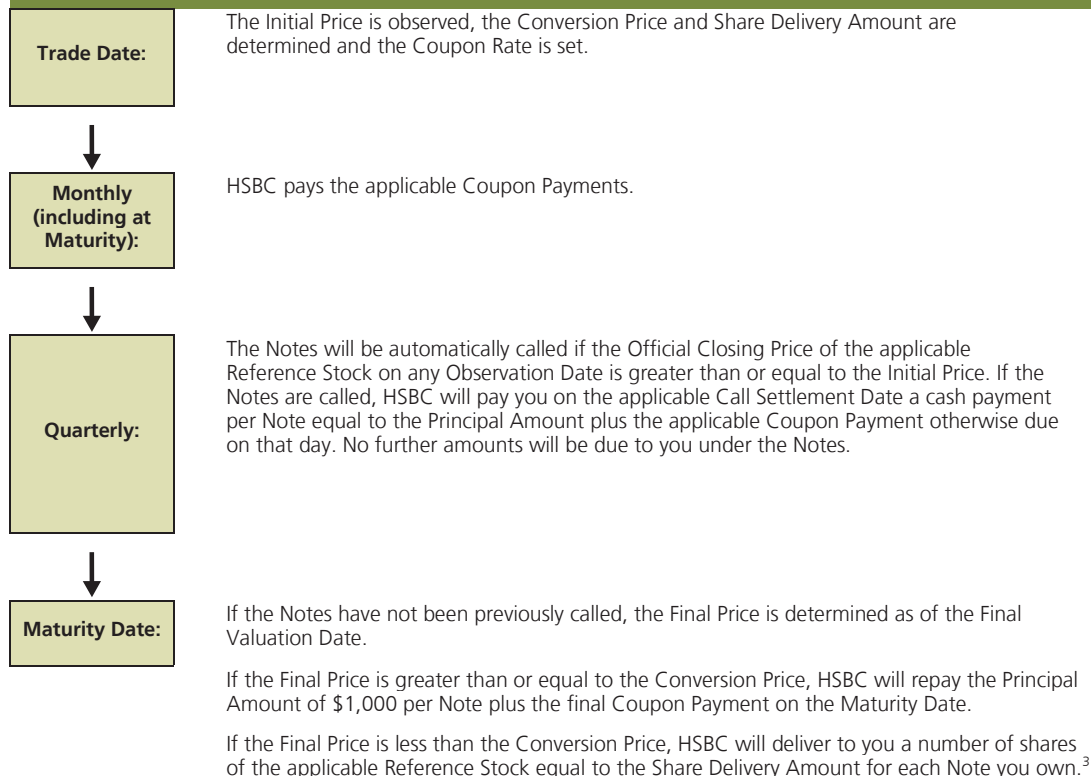 Trade Date:
The Initial Price is observed, the Conversion Price and Share Delivery Amount are
determined and the Coupon Rate is set.
Monthly
(including at
Maturity):
HSBC pays the applicable Coupon Payments.
Quarterly:
The Notes will be automatically called if the Official Closing Price of the applicable
Reference Stock on any Observation Date is greater than or equal to the Initial Price. If the
Notes are called, HSBC will pay you on the applicable Call Settlement Date a cash payment
per Note equal to the Principal Amount plus the applicable Coupon Payment otherwise due
on that day. No further amounts will be due to you under the Notes.
Maturity Date:
If the Notes have not been previously called, the Final Price is determined as of the Final
Valuation Date.
If the Final Price is greater than or equal to the Conversion Price, HSBC will repay the Principal
Amount of $1,000 per Note plus the final Coupon Payment on the Maturity Date.
If the Final Price is less than the Conversion Price, HSBC will deliver to you a number of shares
of the applicable Reference Stock equal to the Share Delivery Amount for each Note you own.3